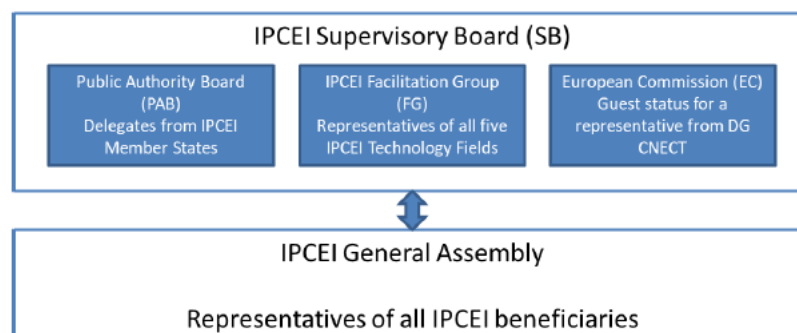 IPCEI Supervisory Board (SB)
Public Authority Board
(PAB)
Delegates from IPCEI
Member States
IPCEI Facilitation Group
(FG)
Representatives of all five
IPCEI Technology Fields
European Commission (EC)
Guest status for a
representative from DG
CNECT
IPCEI General Assembly
Representatives of all IPCEI beneficiaries